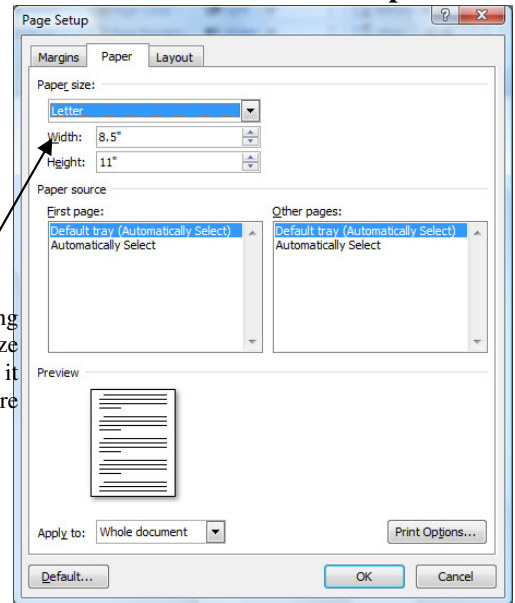 Page Setup
Margins Paper Layout
Paper size:
Letter
Width: 8.5"
Height: 11"
Paper source
First page:
Default tray (Automatically Select)
Automatically Select
Other pages:
Default tray (Automatically Select)
Automatically Select
it
Preview
Apply to: Whole document
Print Options...
Default...
OK
Cancel